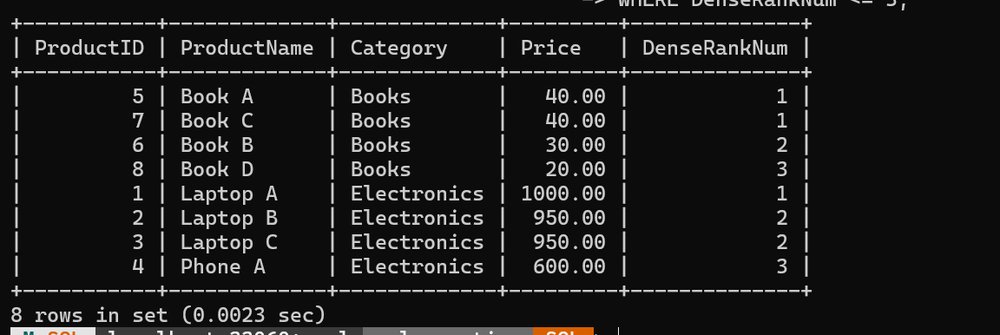 -> WHERE DenseRankNum <= 3;
+-----------+-------------+-------------+---------+--------------+
| ProductID | ProductName | Category    | Price   | DenseRankNum |
+-----------+-------------+-------------+---------+--------------+
|         5 | Book A      | Books       |   40.00 |            1 |
|         7 | Book C      | Books       |   40.00 |            1 |
|         6 | Book B      | Books       |   30.00 |            2 |
|         8 | Book D      | Books       |   20.00 |            3 |
|         1 | Laptop A    | Electronics | 1000.00 |            1 |
|         2 | Laptop B    | Electronics |  950.00 |            2 |
|         3 | Laptop C    | Electronics |  950.00 |            2 |
|         4 | Phone A     | Electronics |  600.00 |            3 |
+-----------+-------------+-------------+---------+--------------+
8 rows in set (0.0023 sec)
MySQL localhost SQL